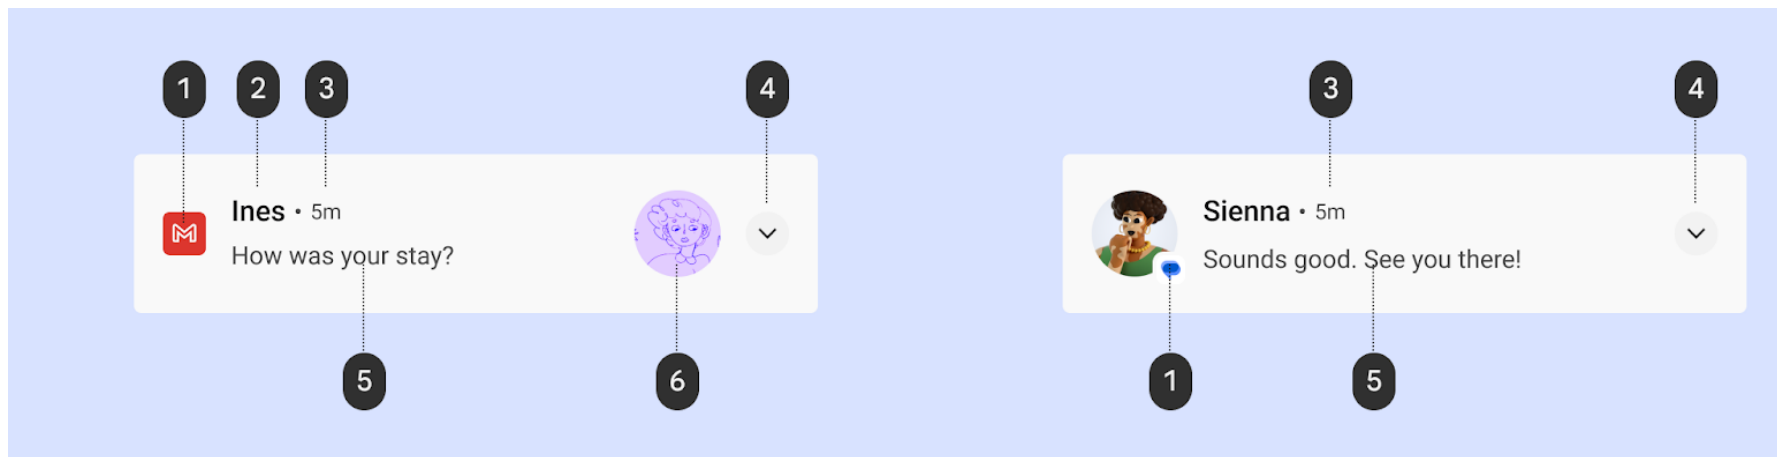 1 2 3 4
3 4
Ines • 5m
How was your stay?
Sienna • 5m
Sounds good. See you there!
5 6
1 5